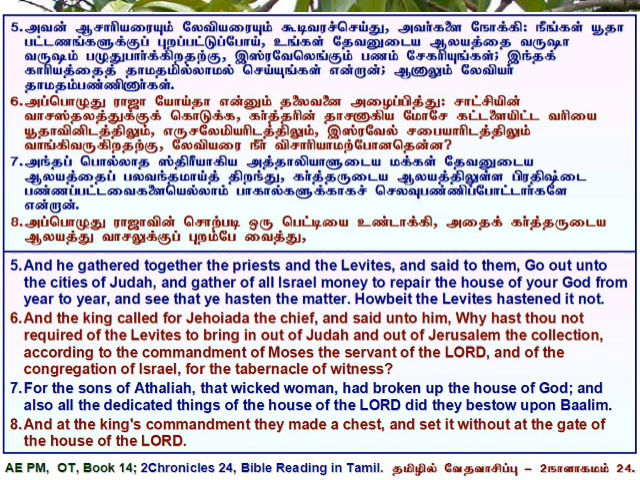 5. அவன் ஆசாரியரையும் லேவியரையும் கூடிவரச்செய்து, அவர்களை நோக்கி: நீங்கள் யூதா
பட்டணங்களுக்குப் புறப்பட்டுப்போய், உங்கள் தேவனுடைய ஆலயத்தை வருஷா
வருஷம் பழுதுபார்க்கிறதற்கு, இஸ்ரவேலெங்கும் பணம் சேகரியுங்கள்; இந்தக்
காரியத்தைத் தாமதமில்லாமல் செய்யுங்கள் என்றான்; ஆனாலும் லேவியர்
தாமதம்பண்ணினார்கள்.
6. அப்பொழுது ராஜா யோய்தா என்னும் தலைவனை அழைப்பித்து: சாட்சியின்
வாசஸ்தலத்துக்குக் கொடுக்க, கர்த்தரின் தாசனாகிய மோசே கட்டளையிட்ட வரியை
யூதாவினிடத்திலும், எருசலேமியரிடத்திலும், இஸ்ரவேல் சபையாரிடத்திலும்
வாங்கிவருகிறதற்கு, லேவியரை நீர் விசாரியாமற்போனதென்ன?
7. அந்தப் பொல்லாத ஸ்திரீயாகிய அத்தாலியாளுடைய மக்கள் தேவனுடைய
ஆலயத்தைப் பலவந்தமாய்த் திறந்து, கர்த்தருடைய ஆலயத்திலுள்ள பிரதிஷ்டை
பண்ணப்பட்டவைகளையெல்லாம் பாகால்களுக்காகச் செலவுபண்ணிப்போட்டார்களே
என்றான்.
8. அப்பொழுது ராஜாவின் சொற்படி ஒரு பெட்டியை உண்டாக்கி, அதைக் கர்த்தருடைய
ஆலயத்து வாசலுக்குப் புறம்பே வைத்து,
5. And he gathered together the priests and the Levites, and said to them, Go out unto
the cities of Judah, and gather of all Israel money to repair the house of your God from
year to year, and see that ye hasten the matter. Howbeit the Levites hastened it not.
6. And the king called for Jehoiada the chief, and said unto him, Why hast thou not
required of the Levites to bring in out of Judah and out of Jerusalem the collection,
according to the commandment of Moses the servant of the LORD, and of the
congregation of Israel, for the tabernacle of witness?
7. For the sons of Athaliah, that wicked woman, had broken up the house of God; and
also all the dedicated things of the house of the LORD did they bestow upon Baalim.
8. And at the king's commandment they made a chest, and set it without at the gate of
the house of the LORD.
AE PM, OT, Book 14; 2Chronicles 24, Bible Reading in Tamil. தமிழில் வேதவாசிப்பு – 2நாளாகமம் 24.